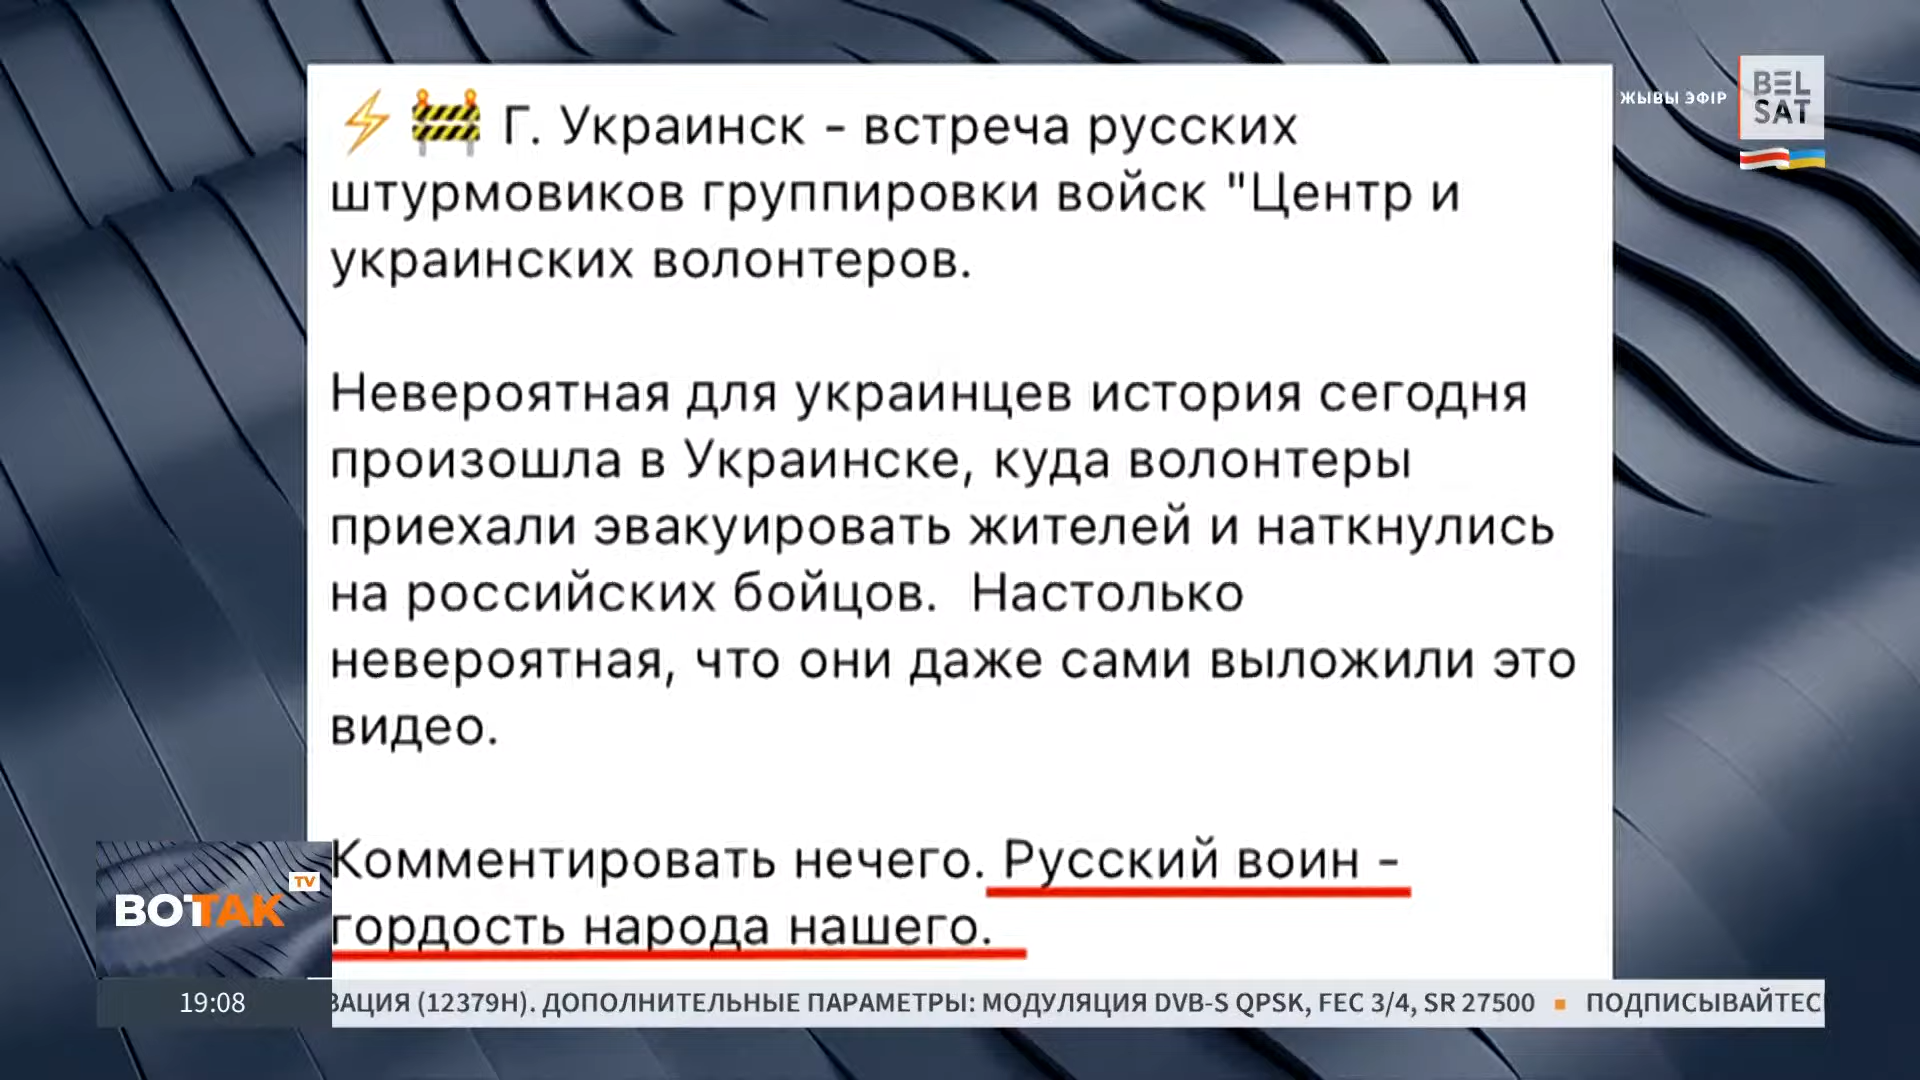 ⚡🚧 Г. Украинск - встреча русских
штурмовиков группировки войск "Центр и
украинских волонтеров.
Невероятная для украинцев история сегодня
произошла в Украинске, куда волонтеры
приехали эвакуировать жителей и наткнулись
на российских бойцов. Настолько
невероятная, что они даже сами выложили это
видео.
Комментировать нечего. Русский воин -
гордость народа нашего.
ЖЫВЫ ЭФІР
BEL
SAT
ВОТТАК TV
19:08
ЗАЦИЯ (12379H). ДОПОЛНИТЕЛЬНЫЕ ПАРАМЕТРЫ: МОДУЛЯЦИЯ DVB-S QPSK, FEC 3/4, SR 27500 ▪ ПОДПИСЫВАЙТЕС